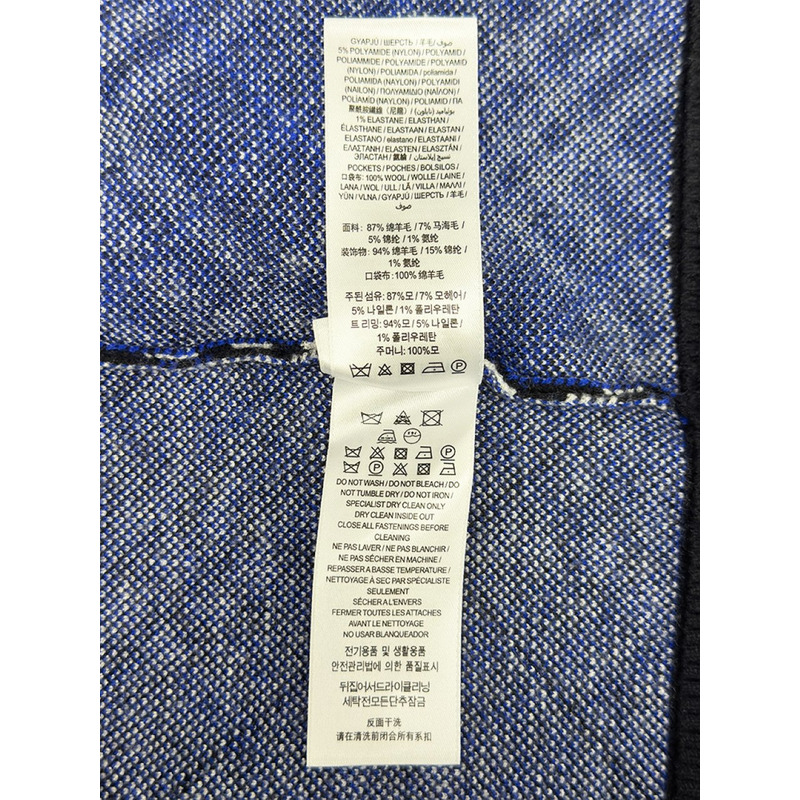 GYAPJÚ / ШЕРСТЬ / 羊毛 / صوف
5% POLYAMIDE (NYLON) / POLYAMID /
POLIAMMIDE / POLYAMIDE / POLYAMID
(NYLON) / POLIAMIDA / poliamida /
POLIAMIDA (NAYLON) / POLYAMIDI
(NAILON) / ΠΟΛΥΑΜΙΔΙΟ (ΝΑΪΛΟΝ) /
POLIAMID (NAYLON) / POLIAMID / ПА
聚醯胺纖維 (尼龍) / بولياميد (نايلون)
1% ELASTANE / ELASTHAN /
ÉLASTHANE / ELASTAAN / ELASTAN /
ELASTANO / elastano / ELASTAANI /
ΕΛΑΣΤΑΝΗ / ELASTEN / ELASZTÁN /
ЭЛАСТАН / 氨綸 / نسيج إيلاستان
POCKETS / POCHES / BOLSILOS /
口袋布: 100% WOOL / WOLLE / LAINE /
LANA / WOL / ULL / LÃ / VILLA / ΜΑΛΛΙ /
YÜN / VLNA / GYAPJÚ / ШЕРСТЬ / 羊毛 /
صوف
面料: 87% 绵羊毛 / 7% 马海毛 /
5% 锦纶 / 1% 氨纶
装饰物: 94% 绵羊毛 / 15% 锦纶 /
1% 氨纶
口袋布: 100% 绵羊毛
주된 섬유: 87%모 / 7% 모헤어 /
5% 나일론 / 1% 폴리우레탄
트리밍: 94%모 / 5% 나일론 /
1% 폴리우레탄
주머니: 100%모
DO NOT WASH / DO NOT BLEACH / DO
NOT TUMBLE DRY / DO NOT IRON /
SPECIALIST DRY CLEAN ONLY
DRY CLEAN INSIDE OUT
CLOSE ALL FASTENINGS BEFORE
CLEANING
NE PAS LAVER / NE PAS BLANCHIR /
NE PAS SÉCHER EN MACHINE /
REPASSER A BASSE TEMPERATURE /
NETTOYAGE À SEC PAR SPÉCIALISTE
SEULEMENT
SÉCHER A L'ENVERS
FERMER TOUTES LES ATTACHES
AVANT LE NETTOYAGE
NO USAR BLANQUEADOR
전기용품 및 생활용품
안전관리법에 의한 품질표시
뒤집어서드라이클리닝
세탁전모든단추잠금
反面干洗
请在清洗前闭合所有系扣